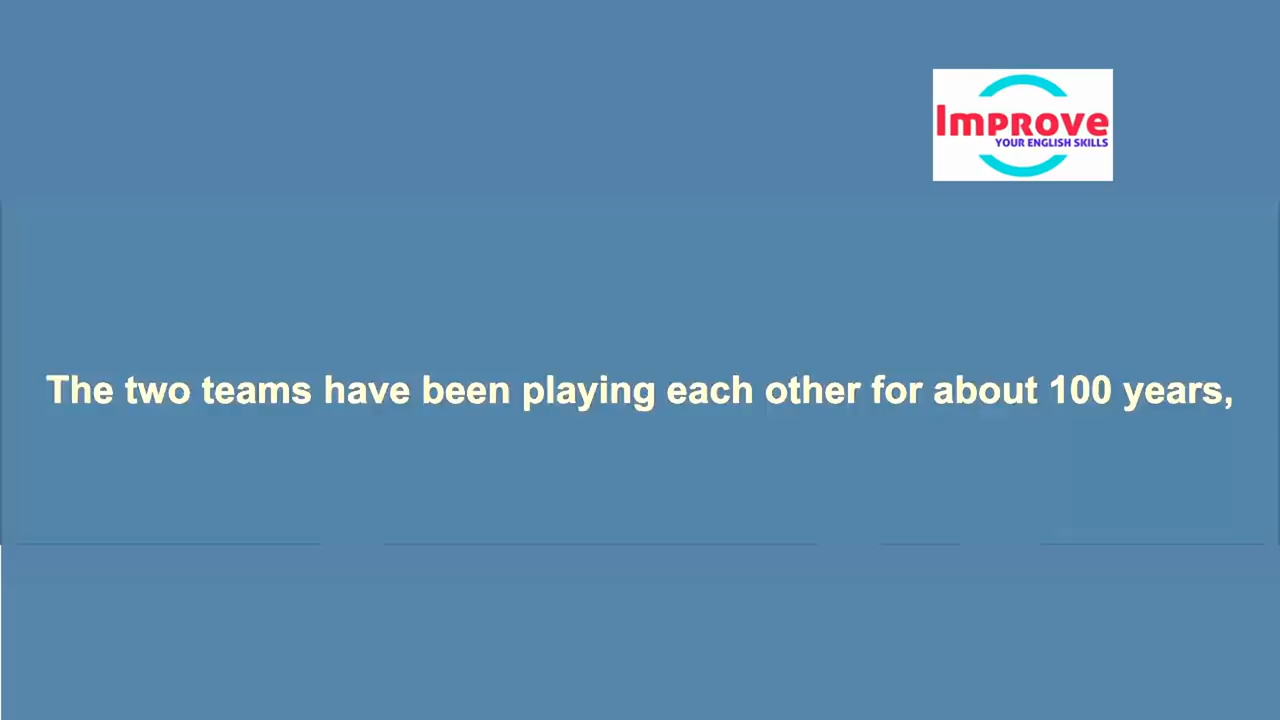 Improve
YOUR ENGLISH SKILLS
The two teams have been playing each other for about 100 years,